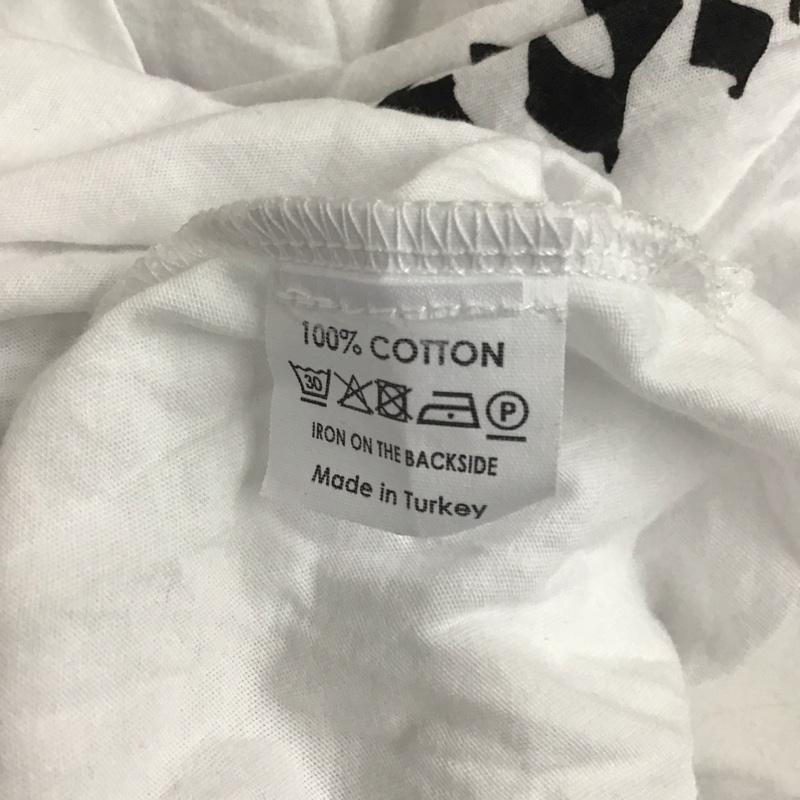 100% COTTON
30 P
IRON ON THE BACKSIDE
Made in Turkey